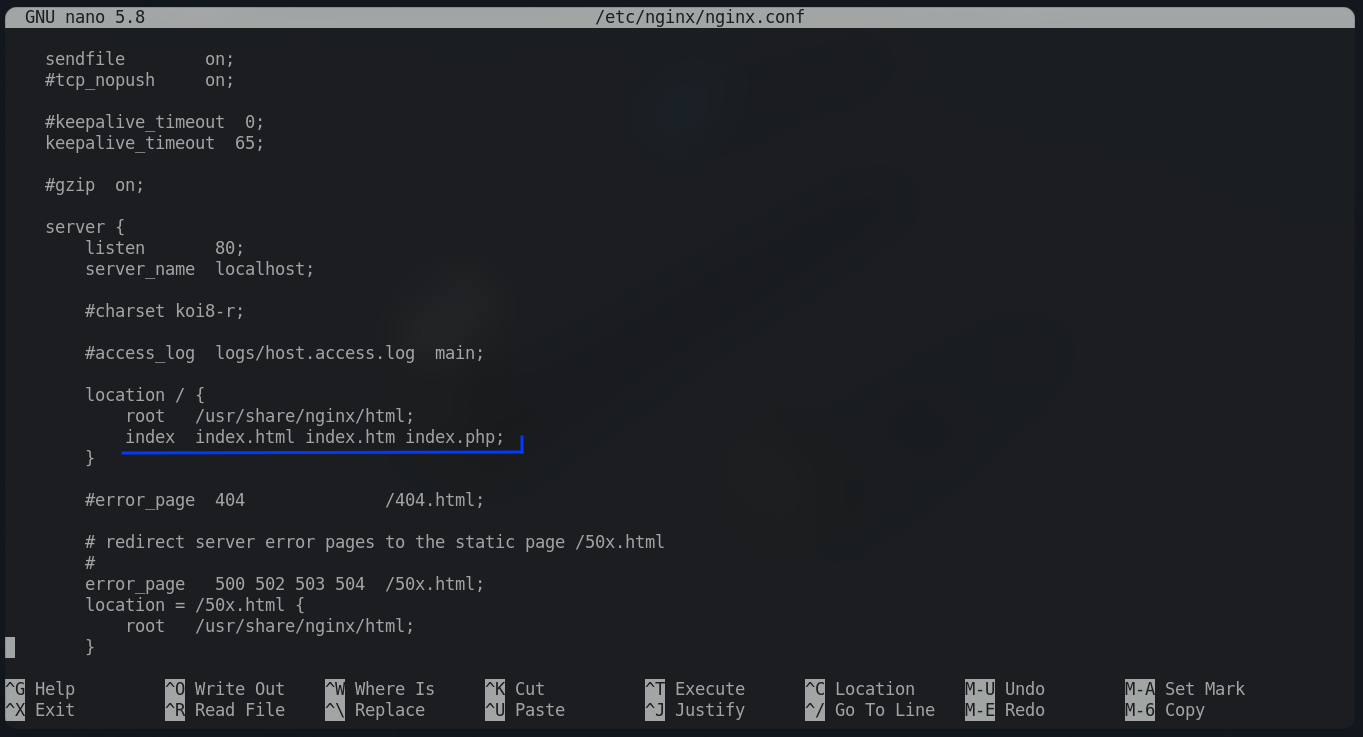 GNU nano 5.8 /etc/nginx/nginx.conf
sendfile        on;
#tcp_nopush     on;
#keepalive_timeout  0;
keepalive_timeout  65;
#gzip  on;
server {
listen       80;
server_name  localhost;
#charset koi8-r;
#access_log  logs/host.access.log  main;
location / {
root   /usr/share/nginx/html;
index  index.html index.htm index.php;
}
#error_page  404              /404.html;
# redirect server error pages to the static page /50x.html
#
error_page   500 502 503 504  /50x.html;
location = /50x.html {
root   /usr/share/nginx/html;
}
^G Help ^O Write Out ^W Where Is ^K Cut ^T Execute ^C Location M-U Undo M-A Set Mark
^X Exit ^R Read File ^\ Replace ^U Paste ^J Justify ^/ Go To Line M-E Redo M-6 Copy